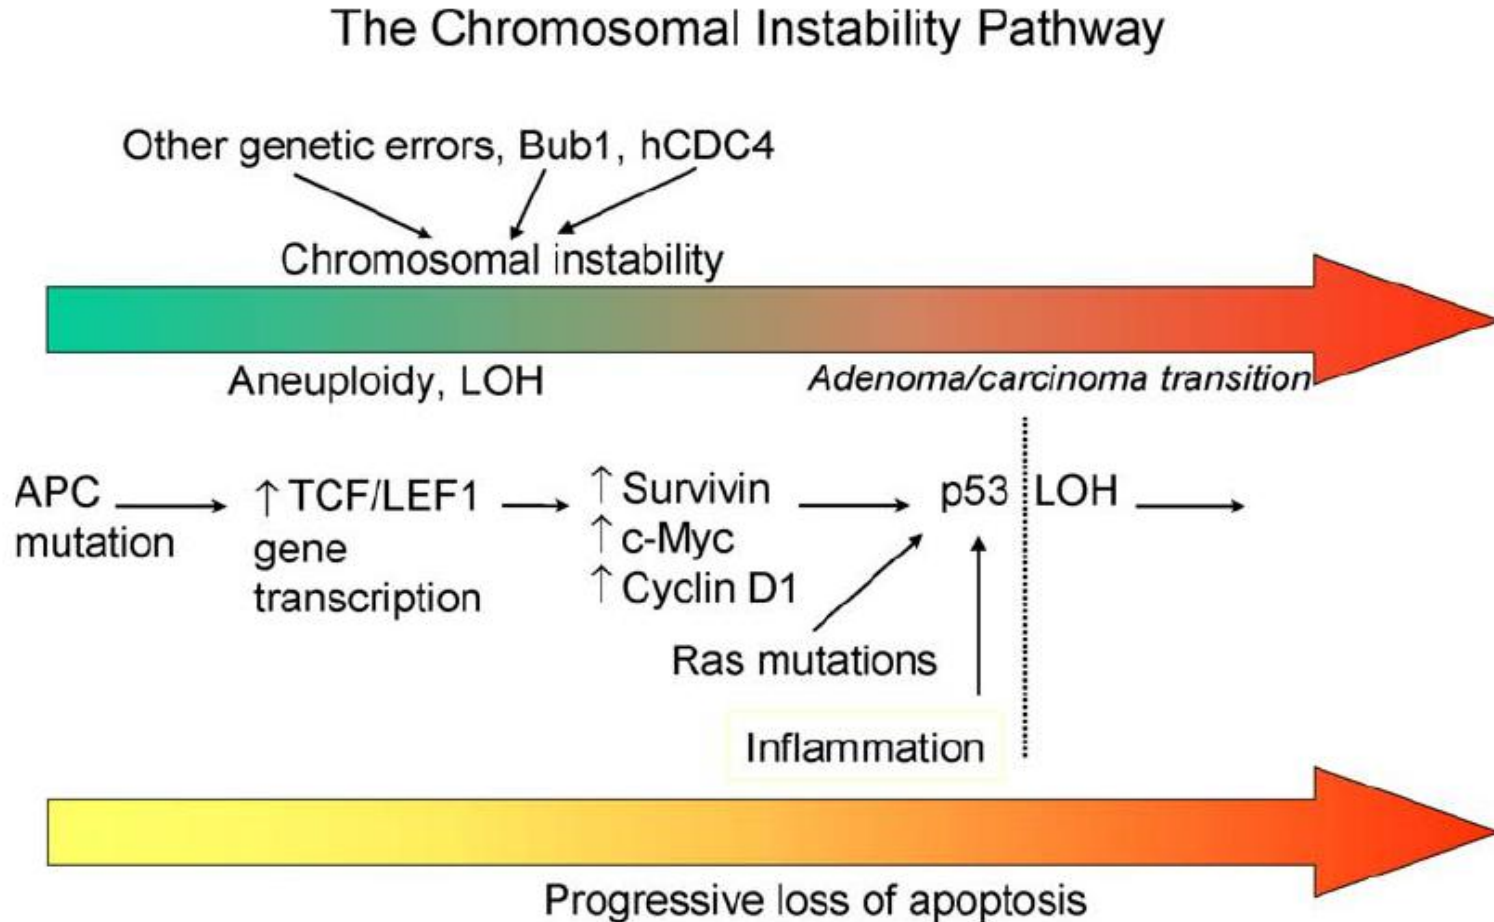 The Chromosomal Instability Pathway
Other genetic errors, Bub1, hCDC4
Chromosomal instability
Aneuploidy, LOH
Adenoma/carcinoma transition
APC
mutation
↑ TCF/LEF1
gene
transcription
↑ Survivin
↑ c-Myc
↑ Cyclin D1
p53 LOH
Ras mutations
Inflammation
Progressive loss of apoptosis